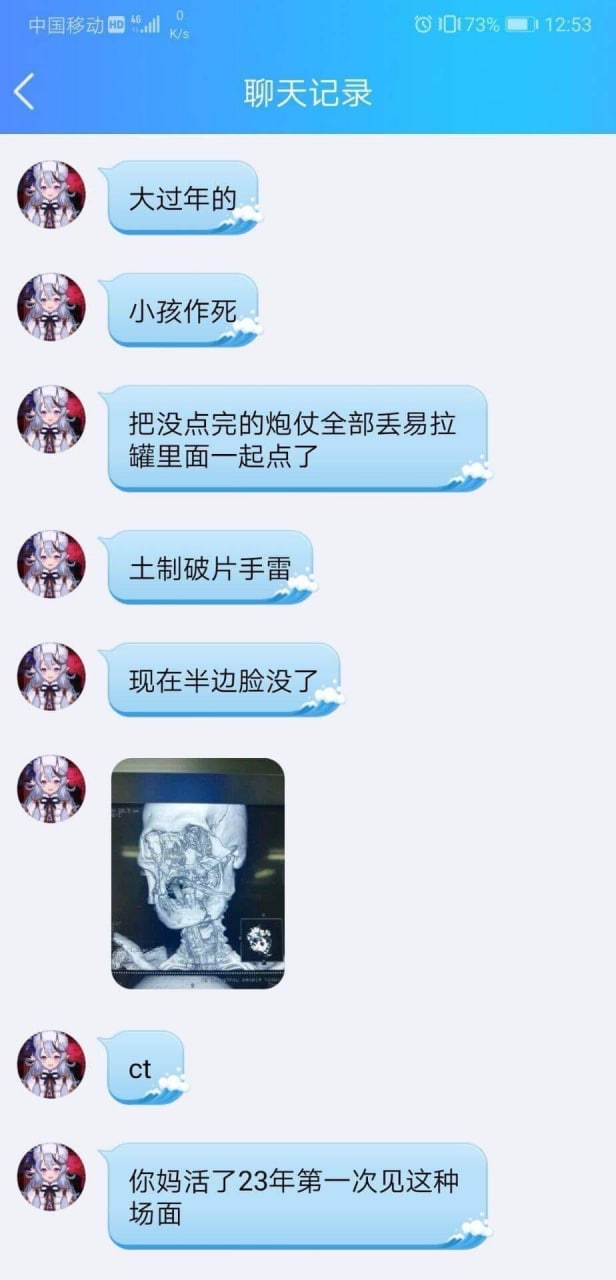 中国移动 HD 4G 0 K/s 73% 12:53
聊天记录
大过年的
小孩作死
把没点完的炮仗全部丢易拉
罐里面一起点了
土制破片手雷
现在半边脸没了
ct
你妈活了23年第一次见这种
场面